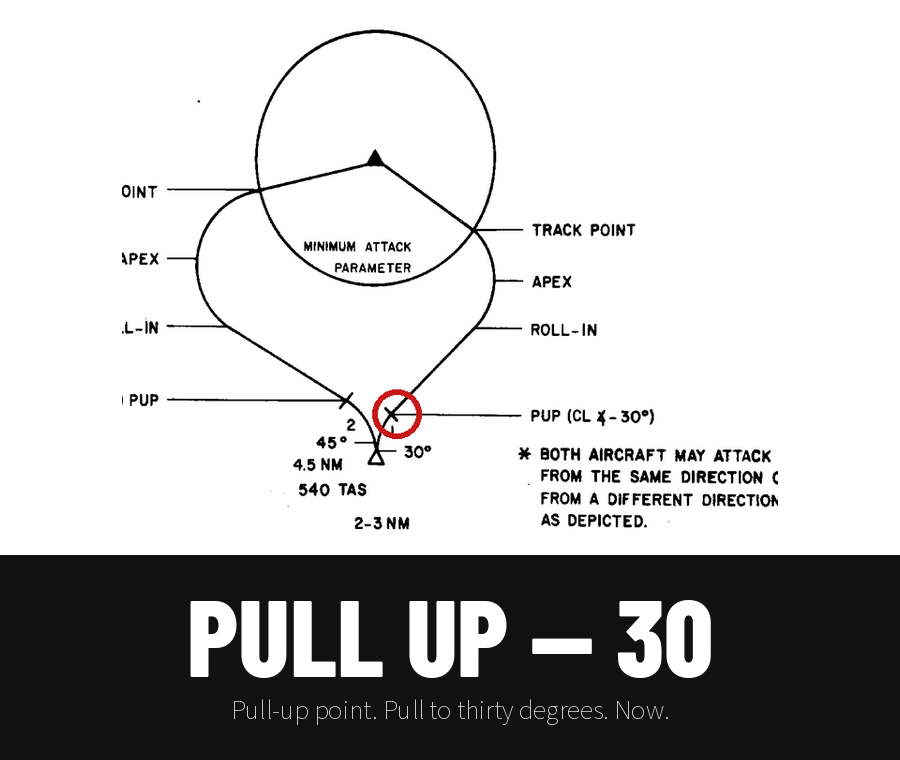 OINT
MINIMUM ATTACK
PARAMETER
TRACK POINT
APEX
APEX
L-IN
ROLL-IN
PUP
PUP (CL ∡-30°)
2
1
45°
30°
4.5 NM
540 TAS
2-3 NM
* BOTH AIRCRAFT MAY ATTACK
FROM THE SAME DIRECTION
FROM A DIFFERENT DIRECTION
AS DEPICTED.
PULL UP – 30
Pull-up point. Pull to thirty degrees. Now.